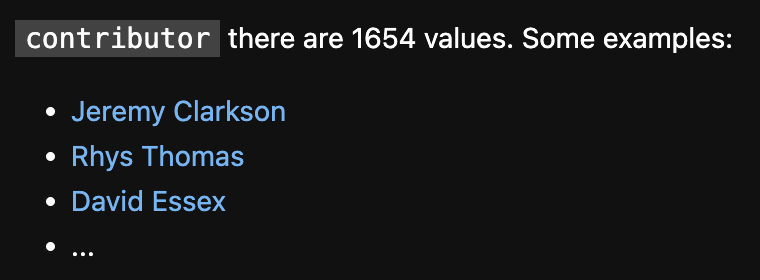 contributor there are 1654 values. Some examples:
• Jeremy Clarkson
• Rhys Thomas
• David Essex
• ...